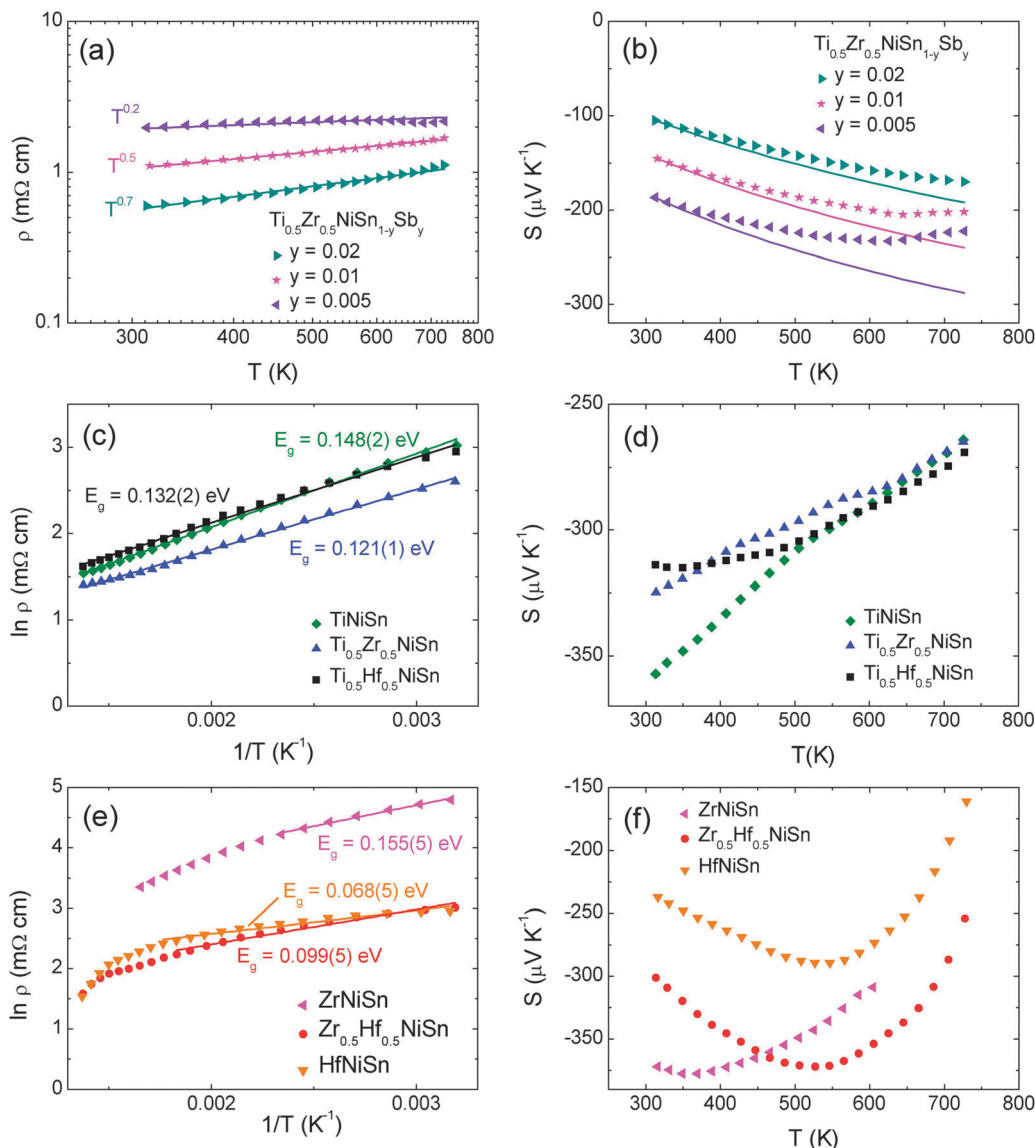 (a)
10
1
0.1
ρ (mΩ cm)
T^0.2
T^0.5
T^0.7
Ti0.5Zr0.5NiSn1-ySby
y = 0.02
y = 0.01
y = 0.005
300 400 500 600 700 800
T (K)
(b)
-50
-100
-150
-200
-250
-300
S (µV K-1)
Ti0.5Zr0.5NiSn1-ySby
y = 0.02
y = 0.01
y = 0.005
300 400 500 600 700 800
T (K)
(c)
3
2
1
0
ln ρ (mΩ cm)
Eg = 0.148(2) eV
Eg = 0.132(2) eV
Eg = 0.121(1) eV
TiNiSn
Ti0.5Zr0.5NiSn
Ti0.5Hf0.5NiSn
0.002 0.003
1/T (K-1)
(d)
-250
-300
-350
S (µV K-1)
TiNiSn
Ti0.5Zr0.5NiSn
Ti0.5Hf0.5NiSn
300 400 500 600 700 800
T(K)
(e)
5
4
3
2
1
0
ln ρ (mΩ cm)
Eg = 0.155(5) eV
Eg = 0.068(5) eV
Eg = 0.099(5) eV
ZrNiSn
Zr0.5Hf0.5NiSn
HfNiSn
0.002 0.003
1/T (K-1)
(f)
-150
-200
-250
-300
-350
S (µV K-1)
ZrNiSn
Zr0.5Hf0.5NiSn
HfNiSn
300 400 500 600 700 800
T (K)